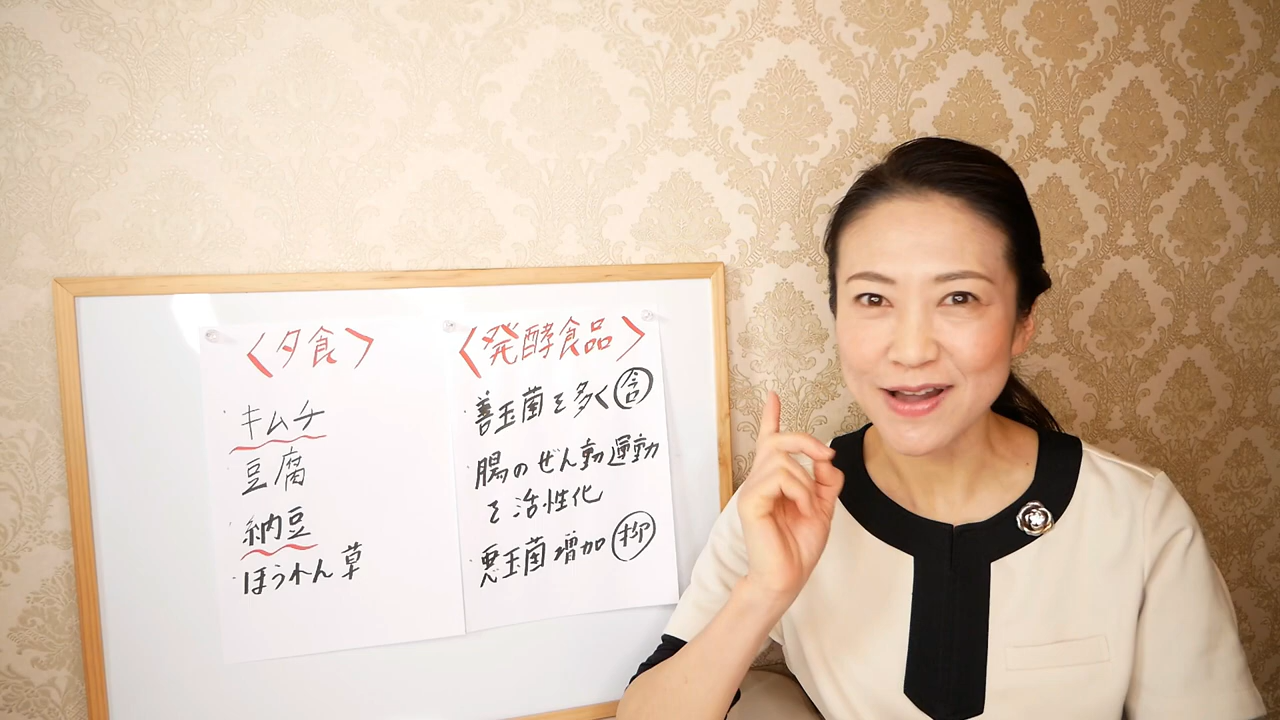 〈夕食〉
・キムチ
・豆腐
・納豆
・ほうれん草
〈発酵食品〉
・善玉菌を多く含
・腸のぜん動運動
を活性化
・悪玉菌増加抑